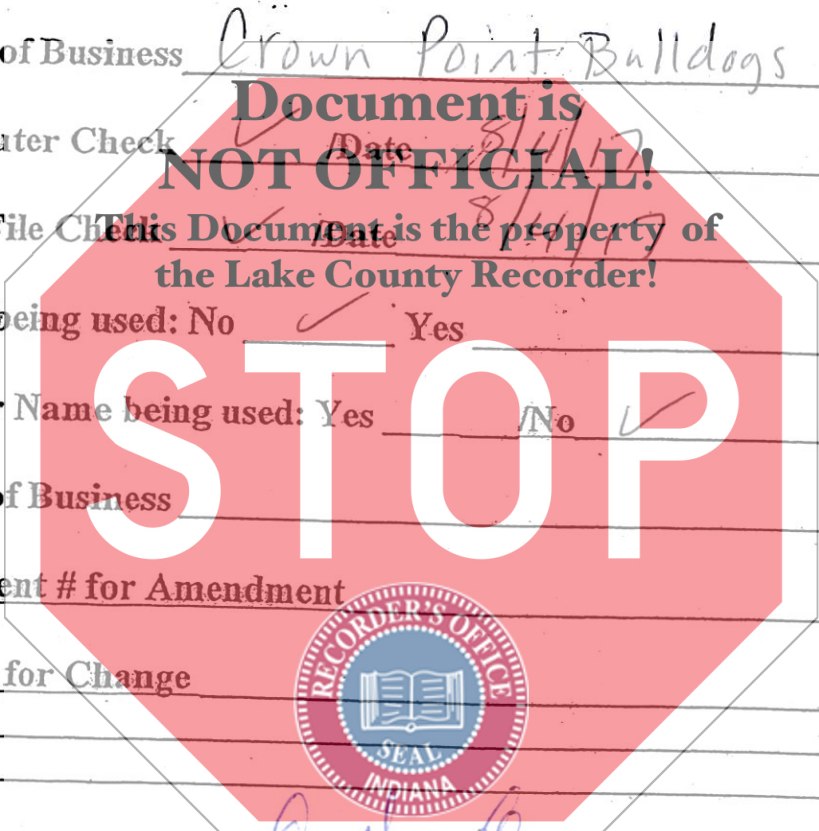 of Business Crown Point Bulldogs
Document is
uter Check ✓ /Date 8/11/17
NOT OFFICIAL!
File Check ✓ /Date 8/11/17
This Document is the property of
the Lake County Recorder!
being used: No ✓ Yes
Name being used: Yes /No ✓
STOP
of Business
ent # for Amendment
for Change
RECORDER'S OFFICE
SEAL
INDIANA